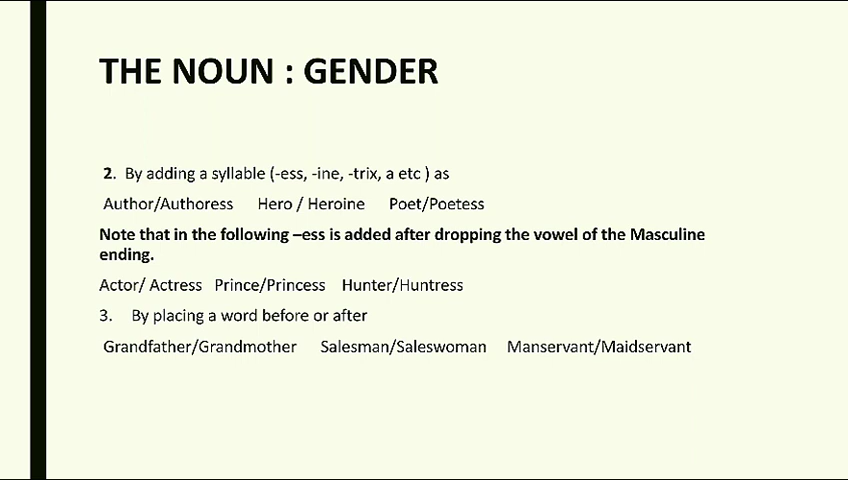 THE NOUN : GENDER
2. By adding a syllable (-ess, -ine, -trix, a etc ) as
Author/Authoress Hero / Heroine Poet/Poetess
Note that in the following –ess is added after dropping the vowel of the Masculine
ending.
Actor/ Actress Prince/Princess Hunter/Huntress
3. By placing a word before or after
Grandfather/Grandmother Salesman/Saleswoman Manservant/Maidservant